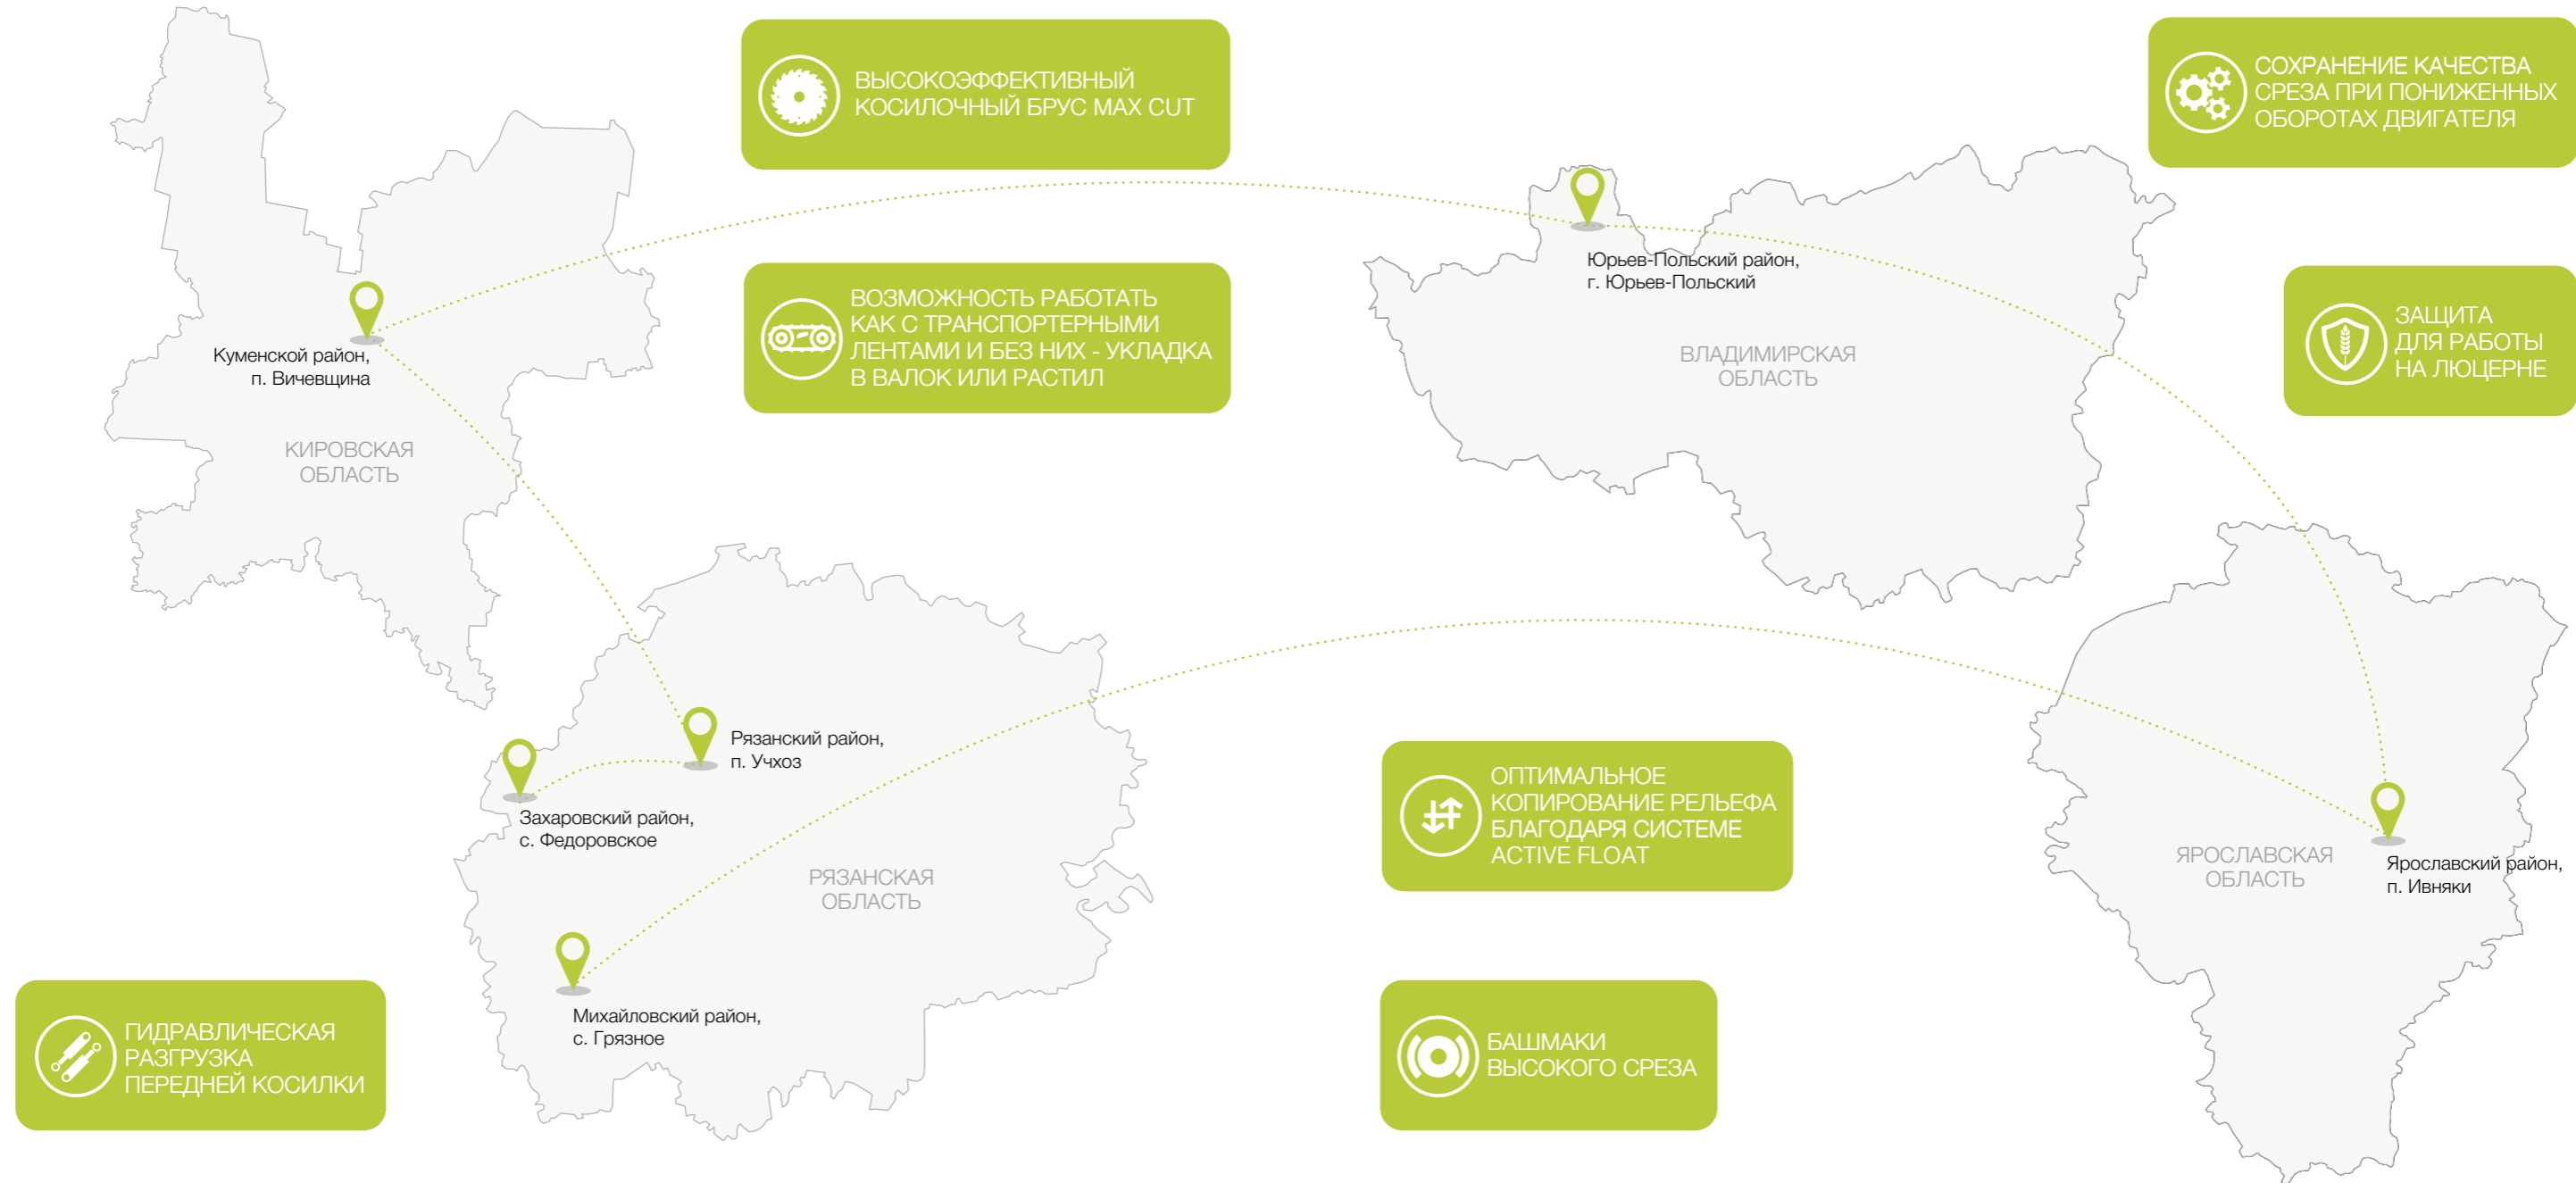 ВЫСОКОЭФФЕКТИВНЫЙ
КОСИЛОЧНЫЙ БРУС MAX CUT
СОХРАНЕНИЕ КАЧЕСТВА
СРЕЗА ПРИ ПОНИЖЕННЫХ
ОБОРОТАХ ДВИГАТЕЛЯ
Юрьев-Польский район,
г. Юрьев-Польский
ВОЗМОЖНОСТЬ РАБОТАТЬ
КАК С ТРАНСПОРТЕРНЫМИ
ЛЕНТАМИ И БЕЗ НИХ - УКЛАДКА
В ВАЛОК ИЛИ РАСТИЛ
ЗАЩИТА
ДЛЯ РАБОТЫ
НА ЛЮЦЕРНЕ
Куменской район,
п. Вичевщина
ВЛАДИМИРСКАЯ
ОБЛАСТЬ
КИРОВСКАЯ
ОБЛАСТЬ
Рязанский район,
п. Учхоз
Захаровский район,
с. Федоровское
ОПТИМАЛЬНОЕ
КОПИРОВАНИЕ РЕЛЬЕФА
БЛАГОДАРЯ СИСТЕМЕ
ACTIVE FLOAT
ЯРОСЛАВСКАЯ
ОБЛАСТЬ
Ярославский район,
п. Ивняки
РЯЗАНСКАЯ
ОБЛАСТЬ
Михайловский район,
с. Грязное
ГИДРАВЛИЧЕСКАЯ
РАЗГРУЗКА
ПЕРЕДНЕЙ КОСИЛКИ
БАШМАКИ
ВЫСОКОГО СРЕЗА